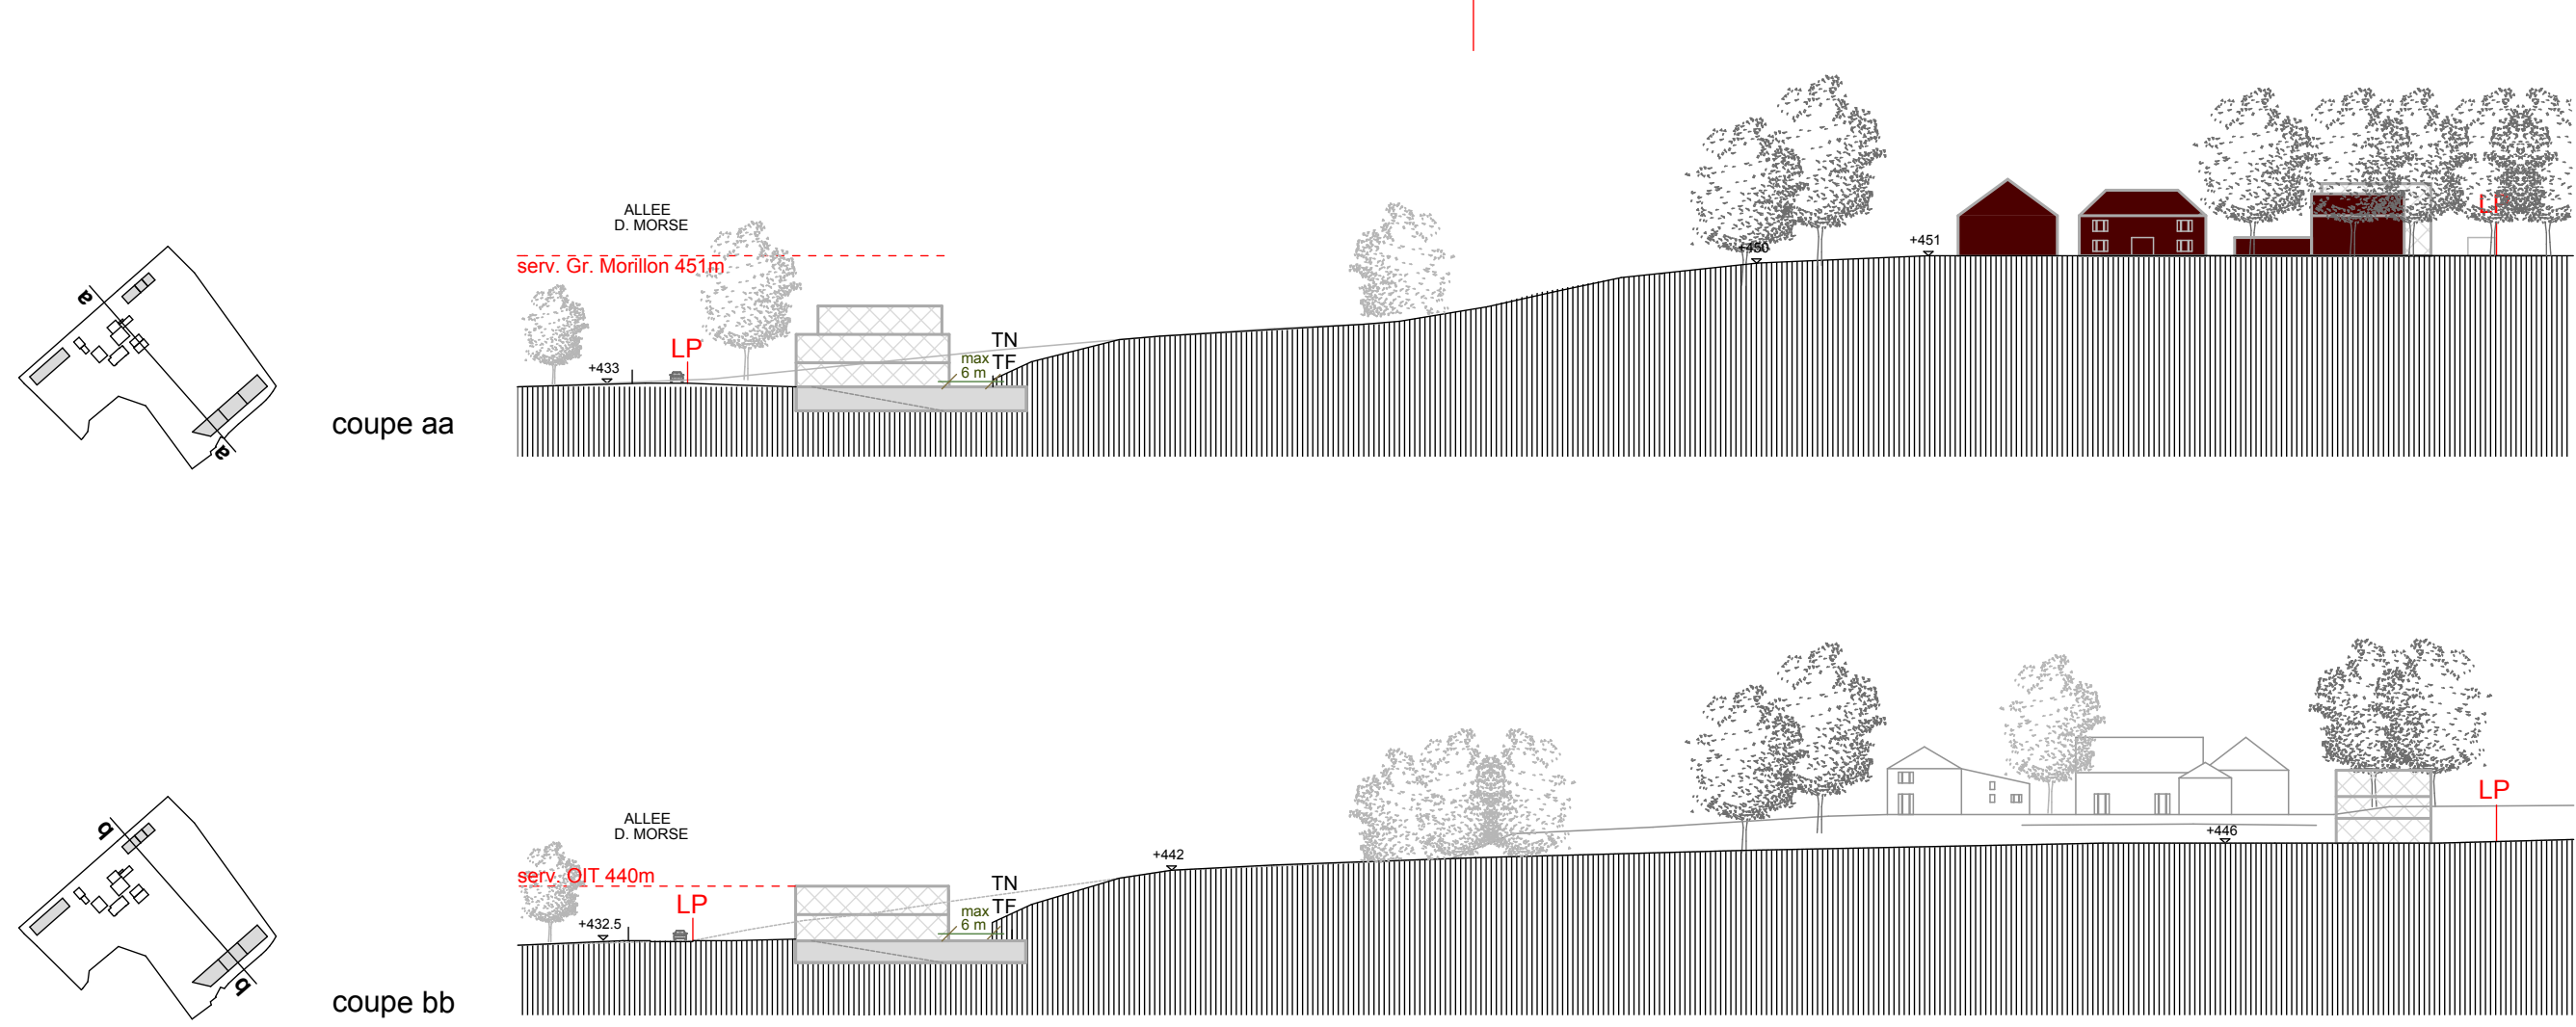 ALLEE
D. MORSE
serv. Gr. Morillon 451m
+450
+451
LP
a
TN
LP
max
TF
+433
6 m
coupe aa
a
ALLEE
D. MORSE
LP
b
+446
+442
serv. OIT 440m
TN
LP
max
TF
+432.5
6 m
b
coupe bb